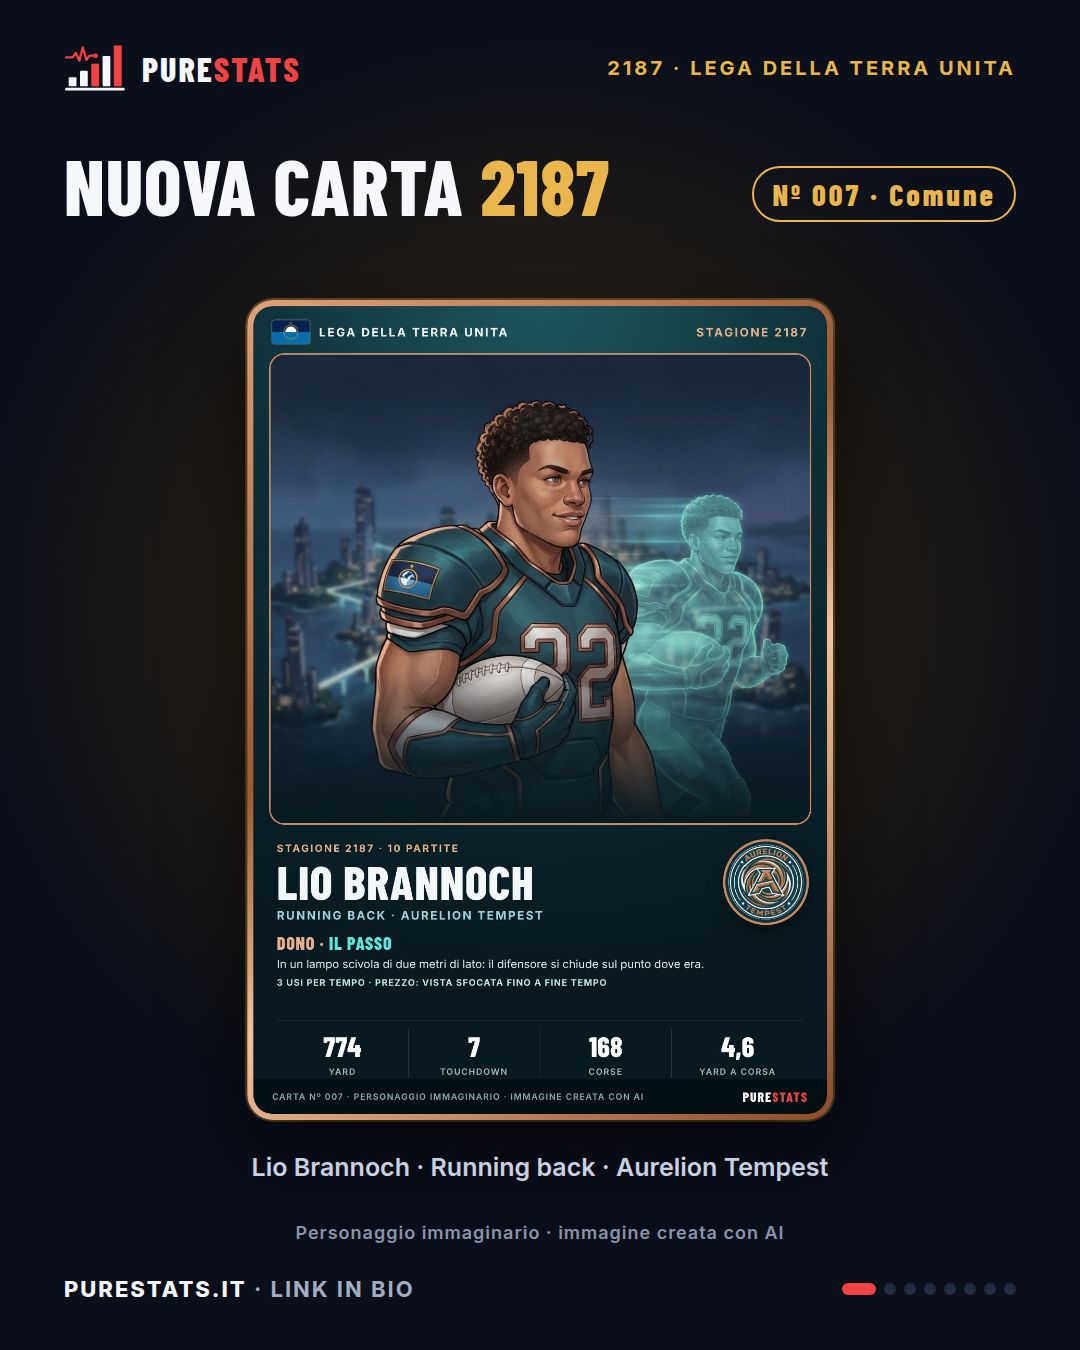 PURESTATS
2187 · LEGA DELLA TERRA UNITA
NUOVA CARTA 2187
Nº 007 · Comune
LEGA DELLA TERRA UNITA
STAGIONE 2187
22
22
STAGIONE 2187 · 10 PARTITE
LIO BRANNOCH
RUNNING BACK · AURELION TEMPEST
AURELION
A
TEMPEST
DONO · IL PASSO
In un lampo scivola di due metri di lato: il difensore si chiude sul punto dove era.
3 USI PER TEMPO · PREZZO: VISTA SFOCATA FINO A FINE TEMPO
774
YARD
7
TOUCHDOWN
168
CORSE
4,6
YARD A CORSA
CARTA Nº 007 · PERSONAGGIO IMMAGINARIO · IMMAGINE CREATA CON AI
PURESTATS
Lio Brannoch · Running back · Aurelion Tempest
Personaggio immaginario · immagine creata con AI
PURESTATS.IT · LINK IN BIO